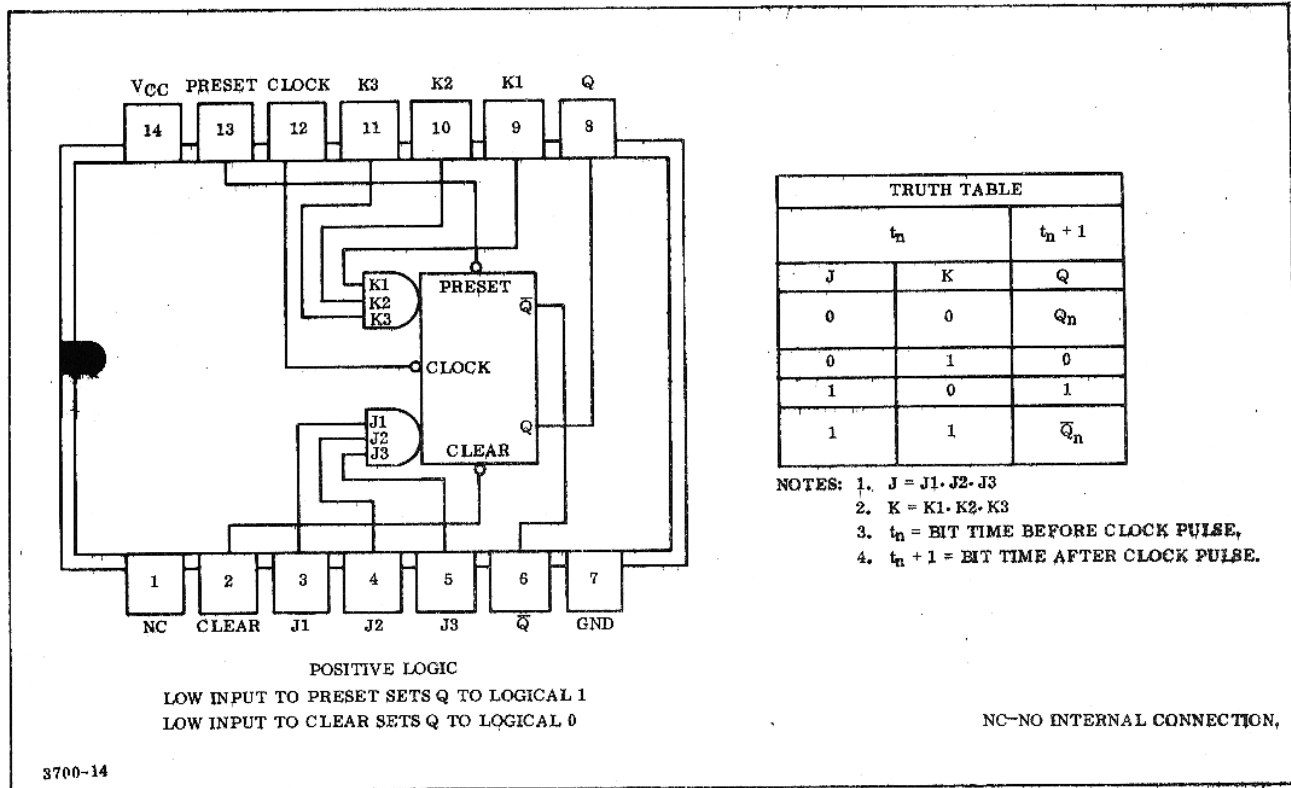 VCC PRESET CLOCK K3 K2 K1 Q
14 13 12 11 10 9 8
K1
K2
K3
PRESET
Q̅
CLOCK
J1
J2
J3
Q
CLEAR
1 2 3 4 5 6 7
NC CLEAR J1 J2 J3 Q̅ GND
POSITIVE LOGIC
LOW INPUT TO PRESET SETS Q TO LOGICAL 1
LOW INPUT TO CLEAR SETS Q TO LOGICAL 0
3700-14
TRUTH TABLE
tn tn + 1
J K Q
0 0 Qn
0 1 0
1 0 1
1 1 Q̅n
NOTES: 1. J = J1·J2·J3
2. K = K1·K2·K3
3. tn = BIT TIME BEFORE CLOCK PULSE.
4. tn + 1 = BIT TIME AFTER CLOCK PULSE.
NC-NO INTERNAL CONNECTION.